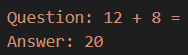 Question: 12 + 8 =
Answer: 20